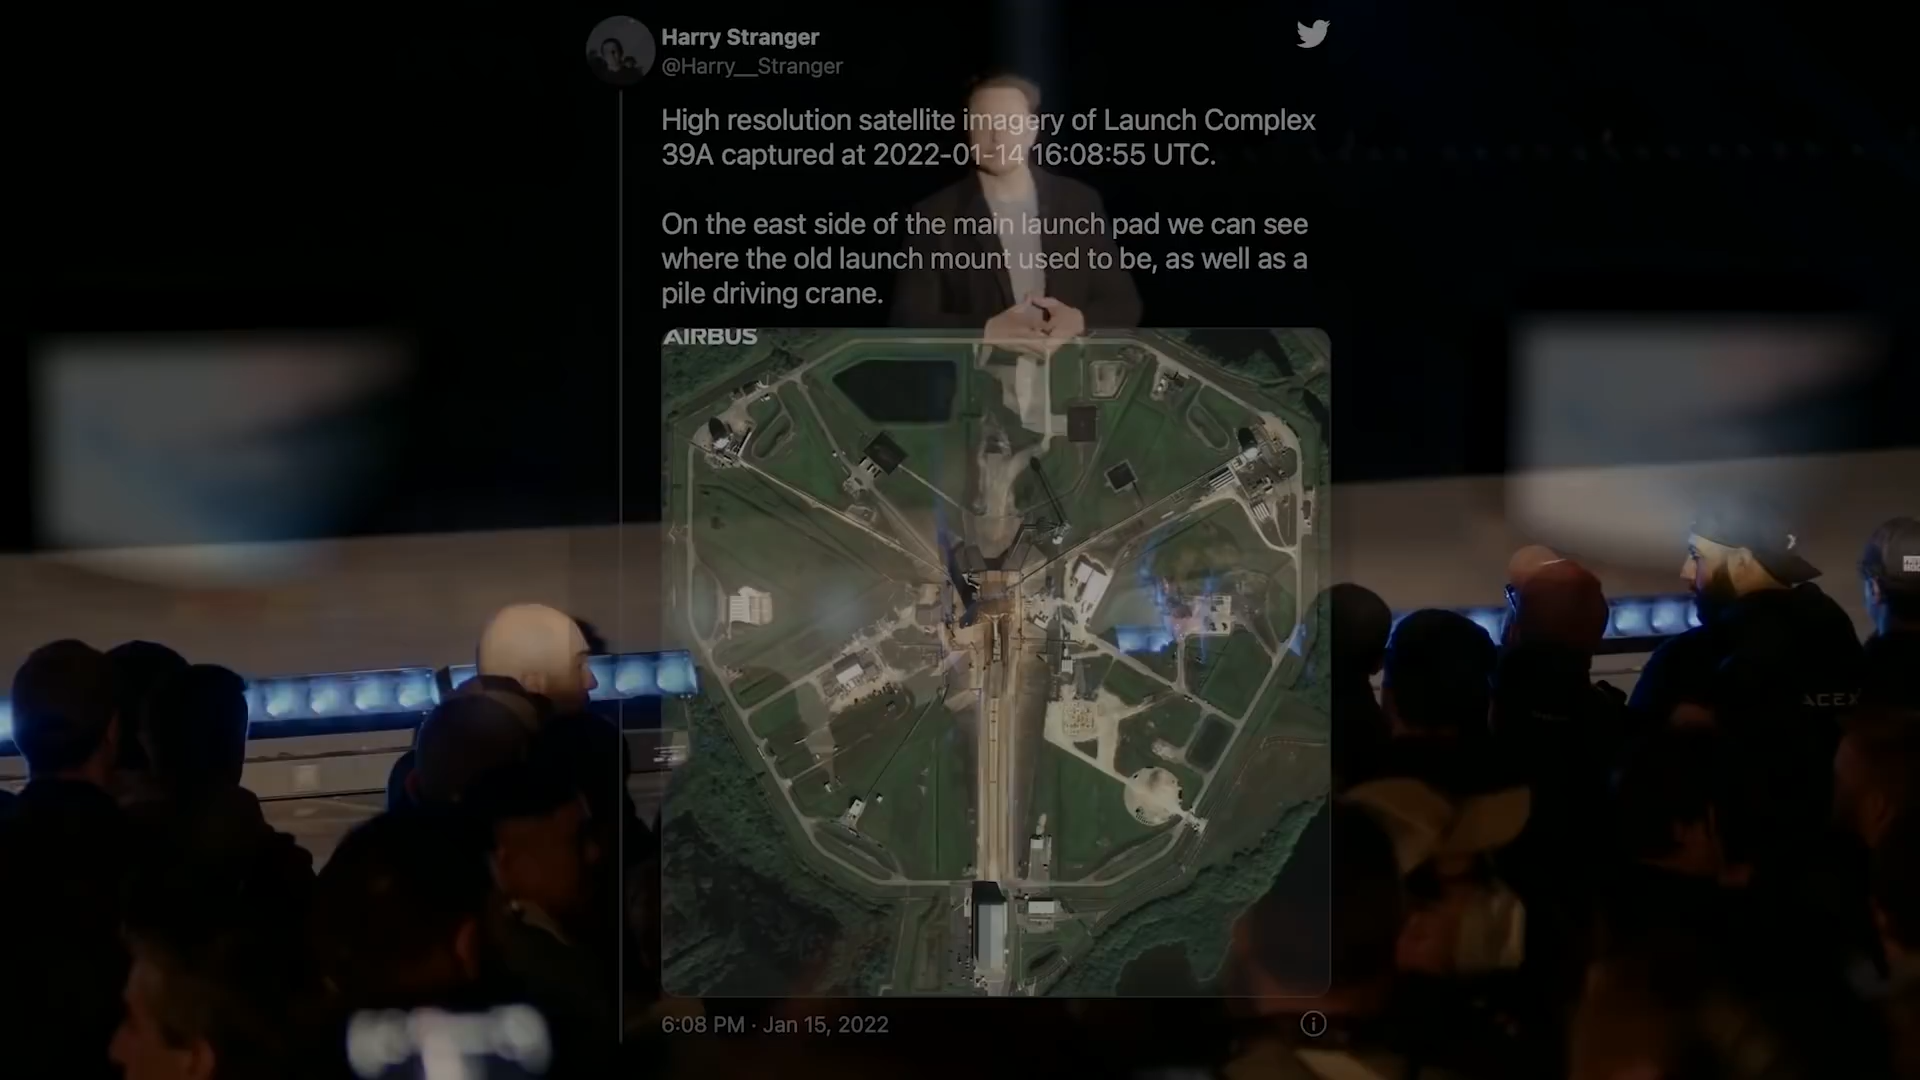 Harry Stranger
@Harry__Stranger
High resolution satellite imagery of Launch Complex
39A captured at 2022-01-14 16:08:55 UTC.
On the east side of the main launch pad we can see
where the old launch mount used to be, as well as a
pile driving crane.
AIRBUS
ACEX
6:08 PM · Jan 15, 2022